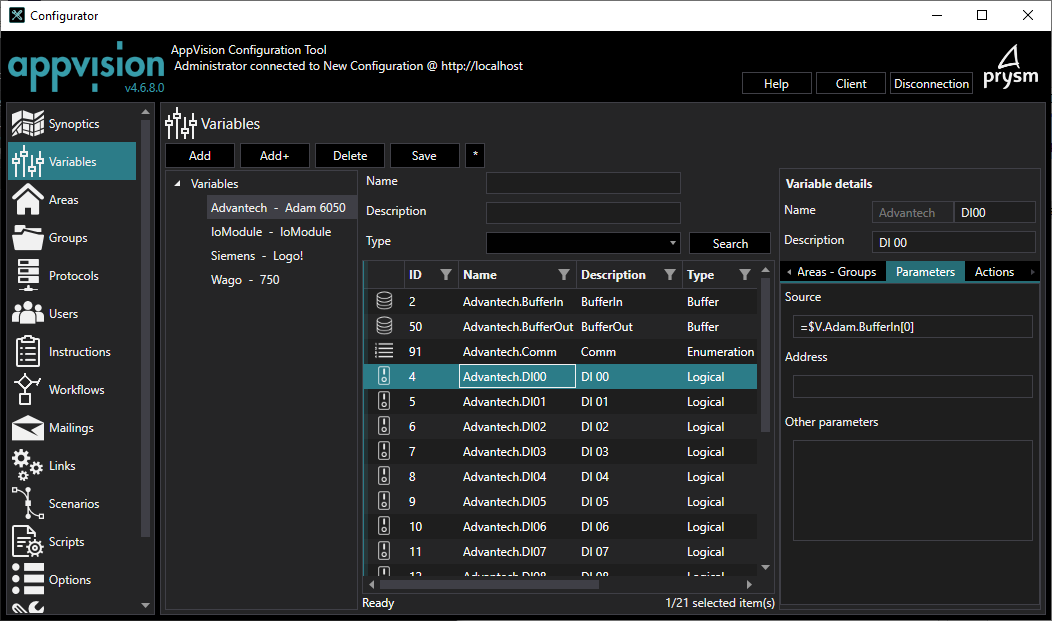 Configurator
appvision
v4.6.8.0
AppVision Configuration Tool
Administrator connected to New Configuration @ http://localhost
Help Client Disconnection
prysm
Synoptics
Variables
Areas
Groups
Protocols
Users
Instructions
Workflows
Mailings
Links
Scenarios
Scripts
Options
Variables
Add Add+ Delete Save *
Variables
Advantech - Adam 6050
IoModule - IoModule
Siemens - Logo!
Wago - 750
Name
Description
Type Search
ID Name Description Type
2 Advantech.BufferIn BufferIn Buffer
50 Advantech.BufferOut BufferOut Buffer
91 Advantech.Comm Comm Enumeration
4 Advantech.DI00 DI 00 Logical
5 Advantech.DI01 DI 01 Logical
6 Advantech.DI02 DI 02 Logical
7 Advantech.DI03 DI 03 Logical
8 Advantech.DI04 DI 04 Logical
9 Advantech.DI05 DI 05 Logical
10 Advantech.DI06 DI 06 Logical
11 Advantech.DI07 DI 07 Logical
12 Advantech.DI08 DI 08 Logical
Ready 1/21 selected item(s)
Variable details
Name Advantech DI00
Description DI 00
Areas - Groups Parameters Actions
Source
=$V.Adam.BufferIn[0]
Address
Other parameters